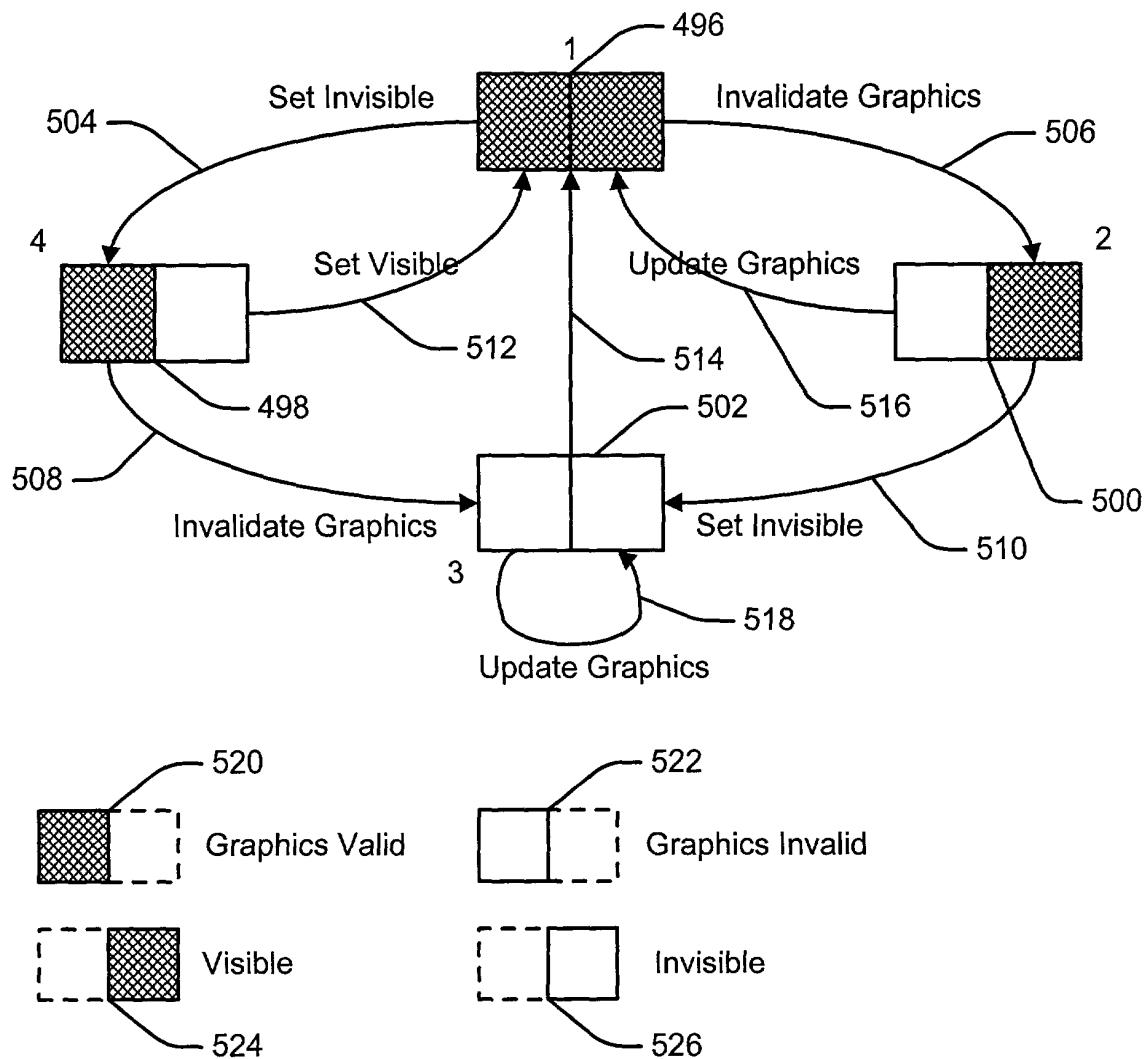 496
1
Set Invisible
Invalidate Graphics
504
506
4
2
Set Visible
Update Graphics
512
514
516
498
502
508
500
Invalidate Graphics
Set Invisible
510
3
518
Update Graphics
520
522
Graphics Valid
Graphics Invalid
Visible
Invisible
524
526